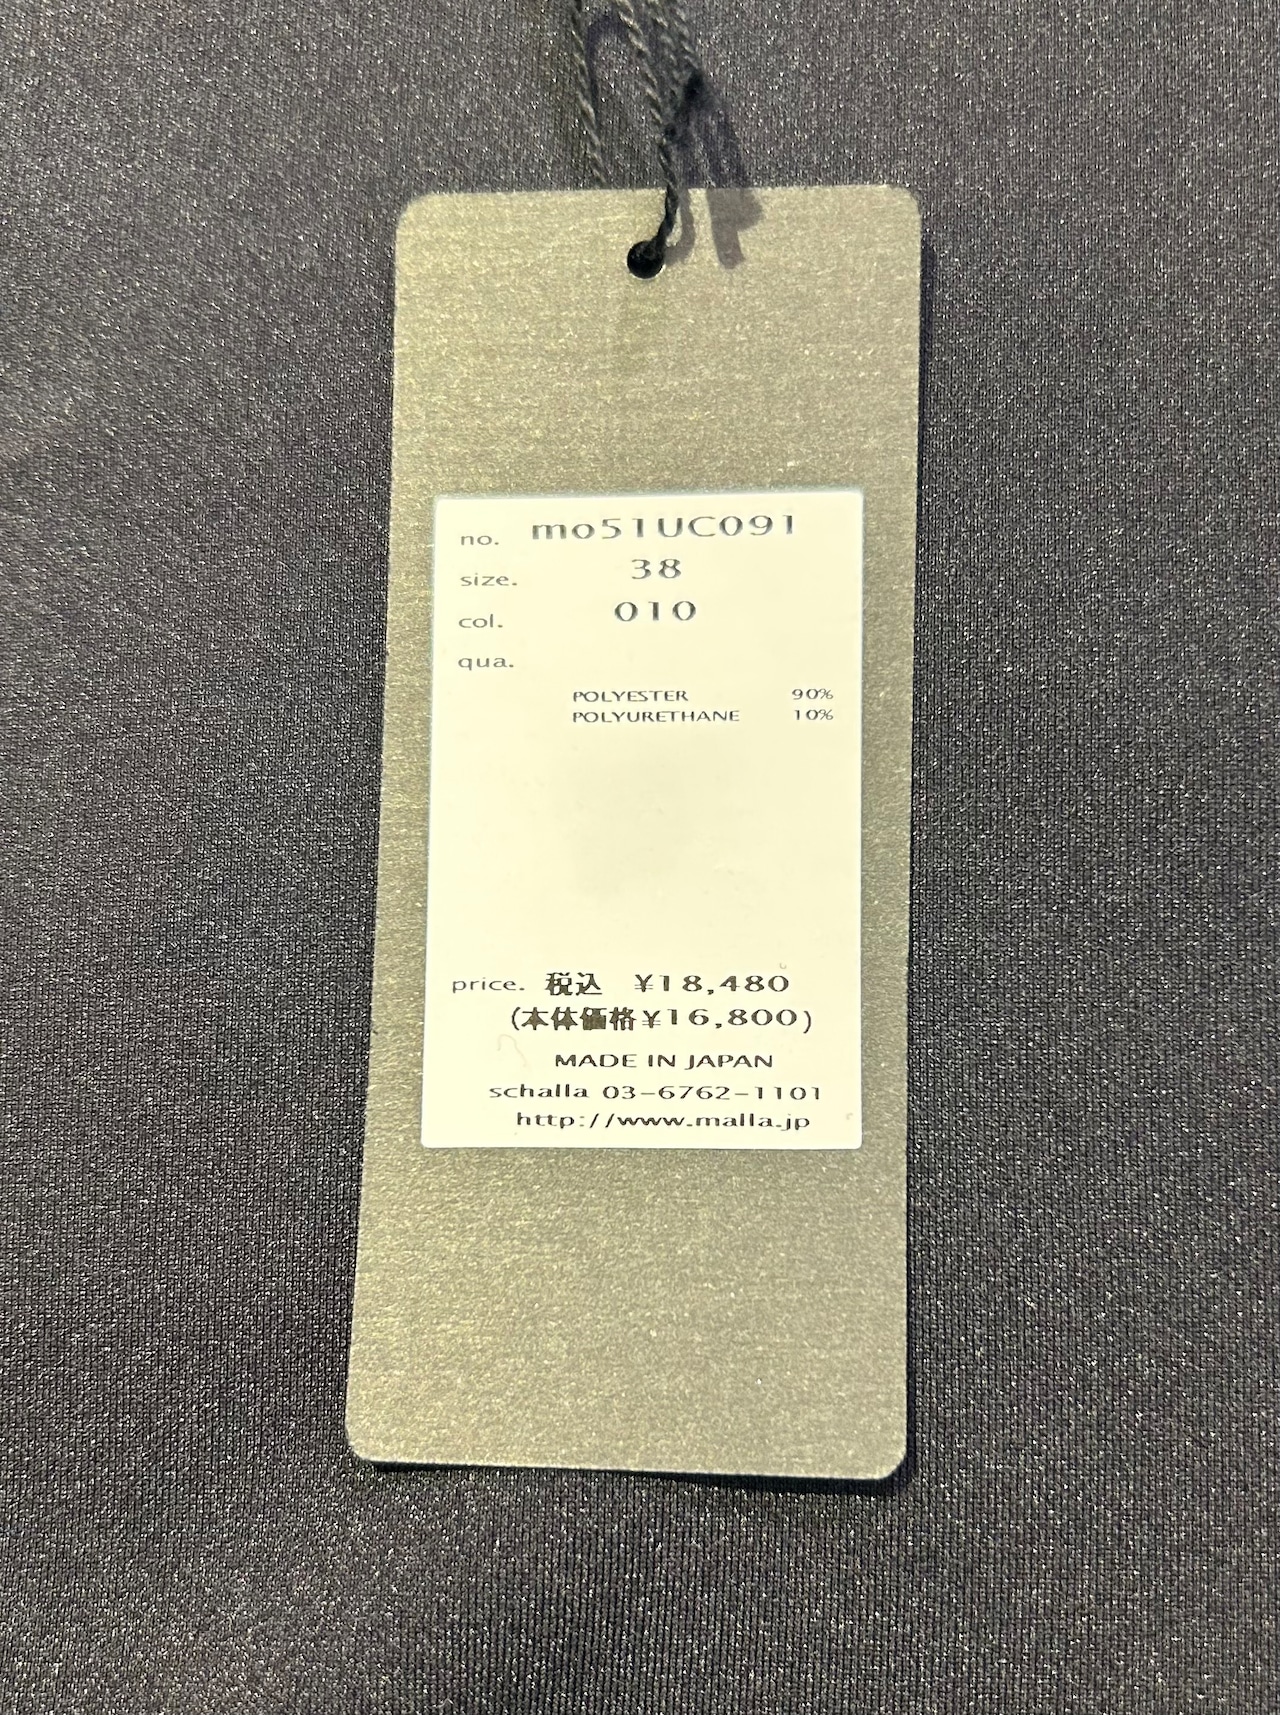 no. mo51UC091
size. 38
col. 010
qua.
POLYESTER 90%
POLYURETHANE 10%
price. 税込 ¥18,480
(本体価格¥16,800)
MADE IN JAPAN
schalla 03-6762-1101
http://www.malla.jp